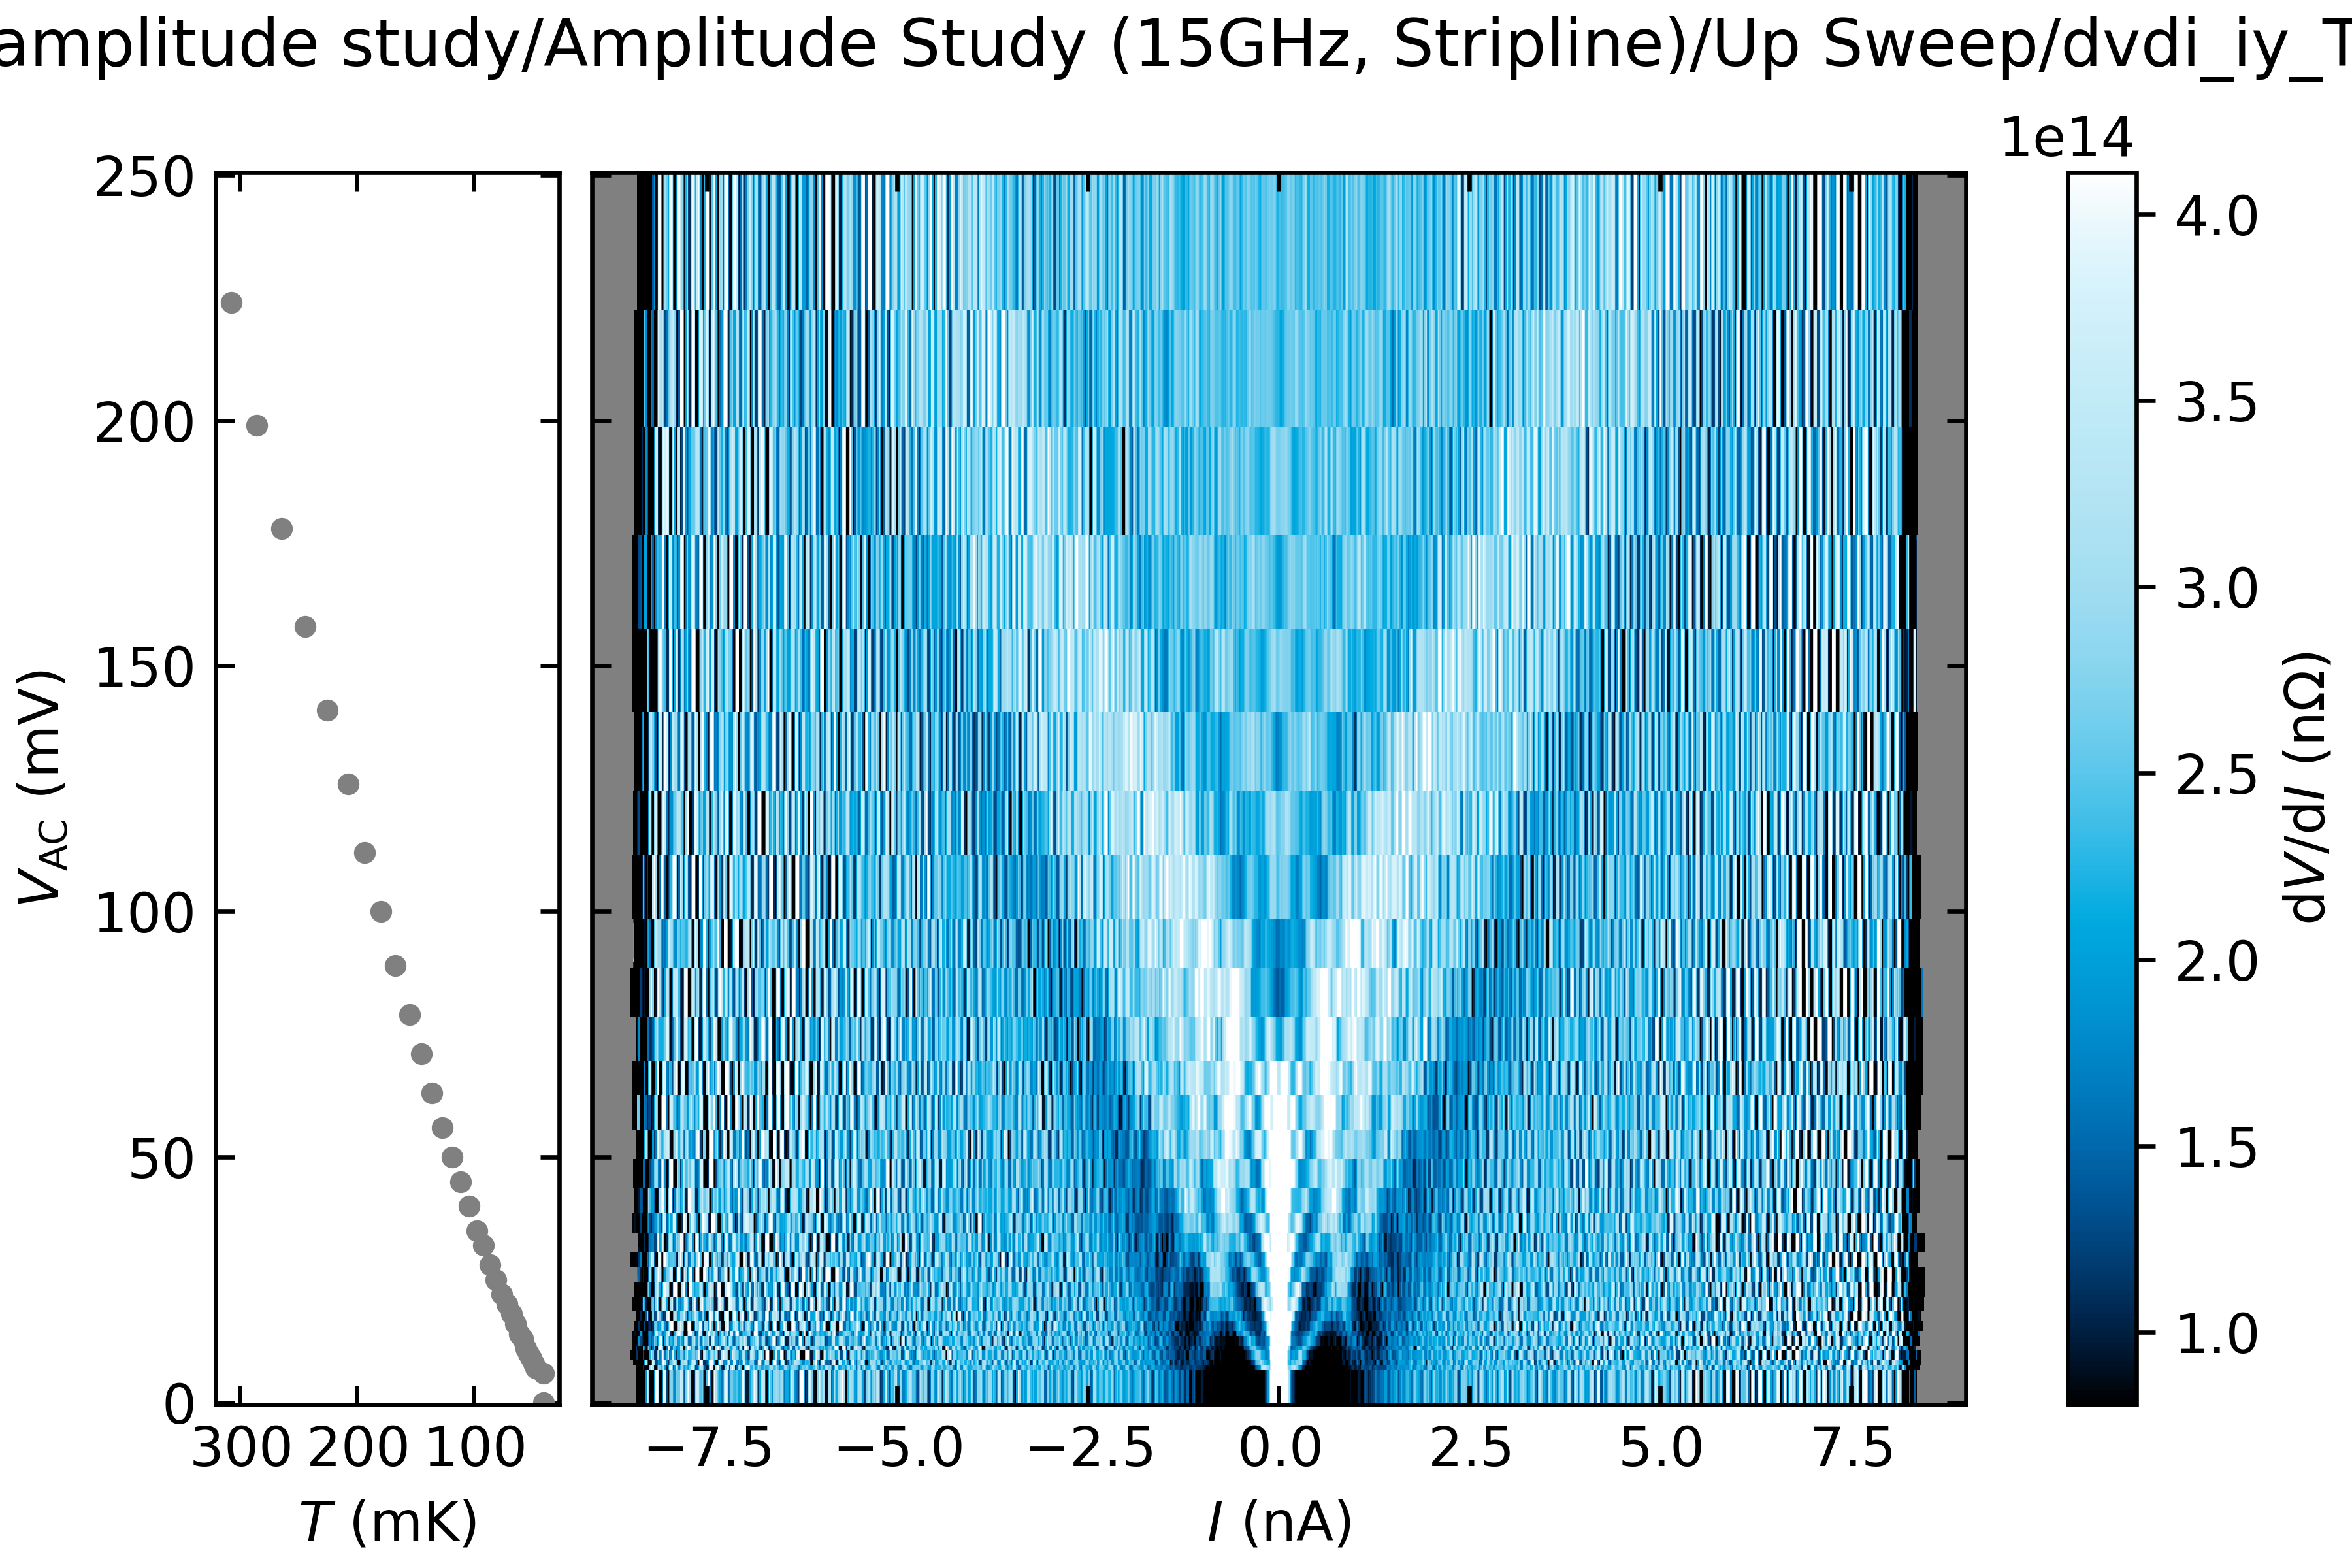 amplitude study/Amplitude Study (15GHz, Stripline)/Up Sweep/dvdi_iy_T
1e14
250
200
150
100
50
0
V_AC (mV)
300 200 100
T (mK)
−7.5 −5.0 −2.5 0.0 2.5 5.0 7.5
I (nA)
4.0
3.5
3.0
2.5
2.0
1.5
1.0
dV/dI (nΩ)